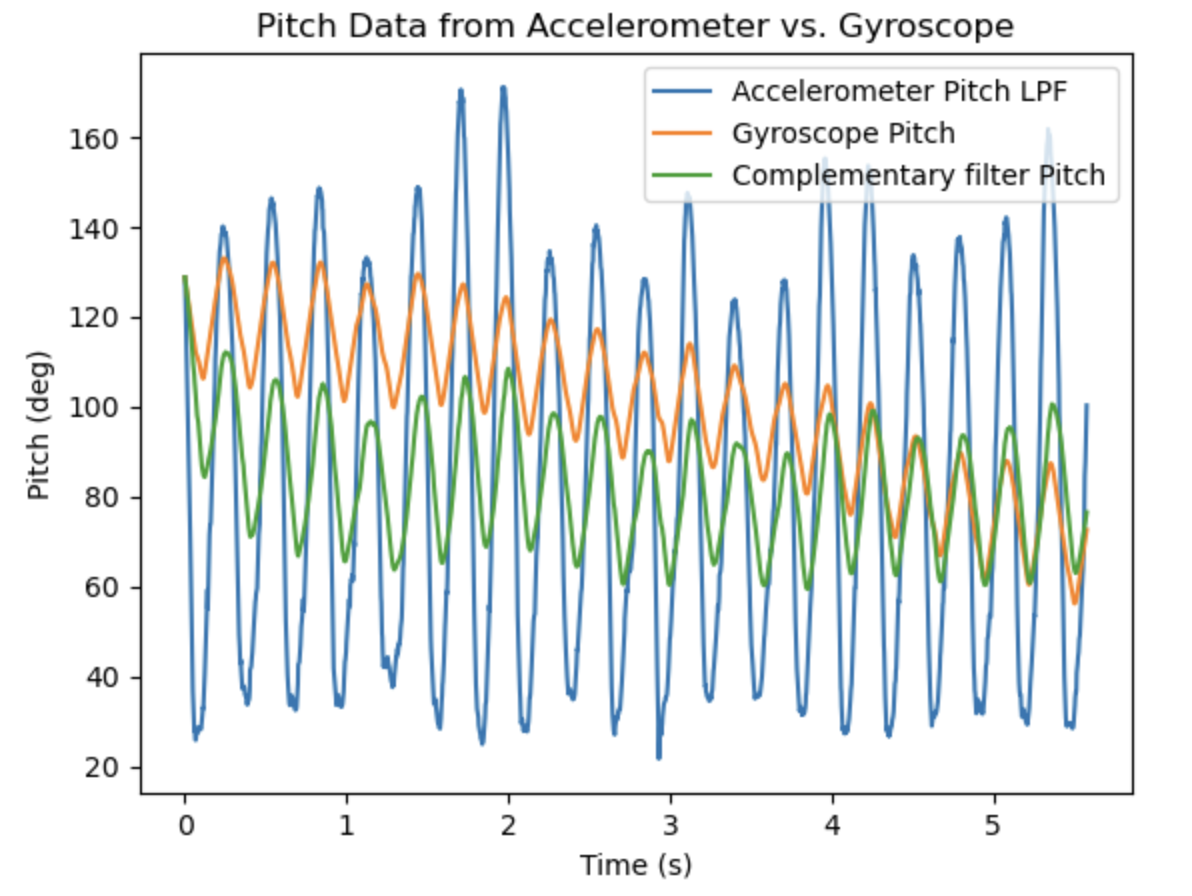 Pitch Data from Accelerometer vs. Gyroscope
Accelerometer Pitch LPF
Gyroscope Pitch
Complementary filter Pitch
160
140
120
100
80
60
40
20
Pitch (deg)
0 1 2 3 4 5
Time (s)